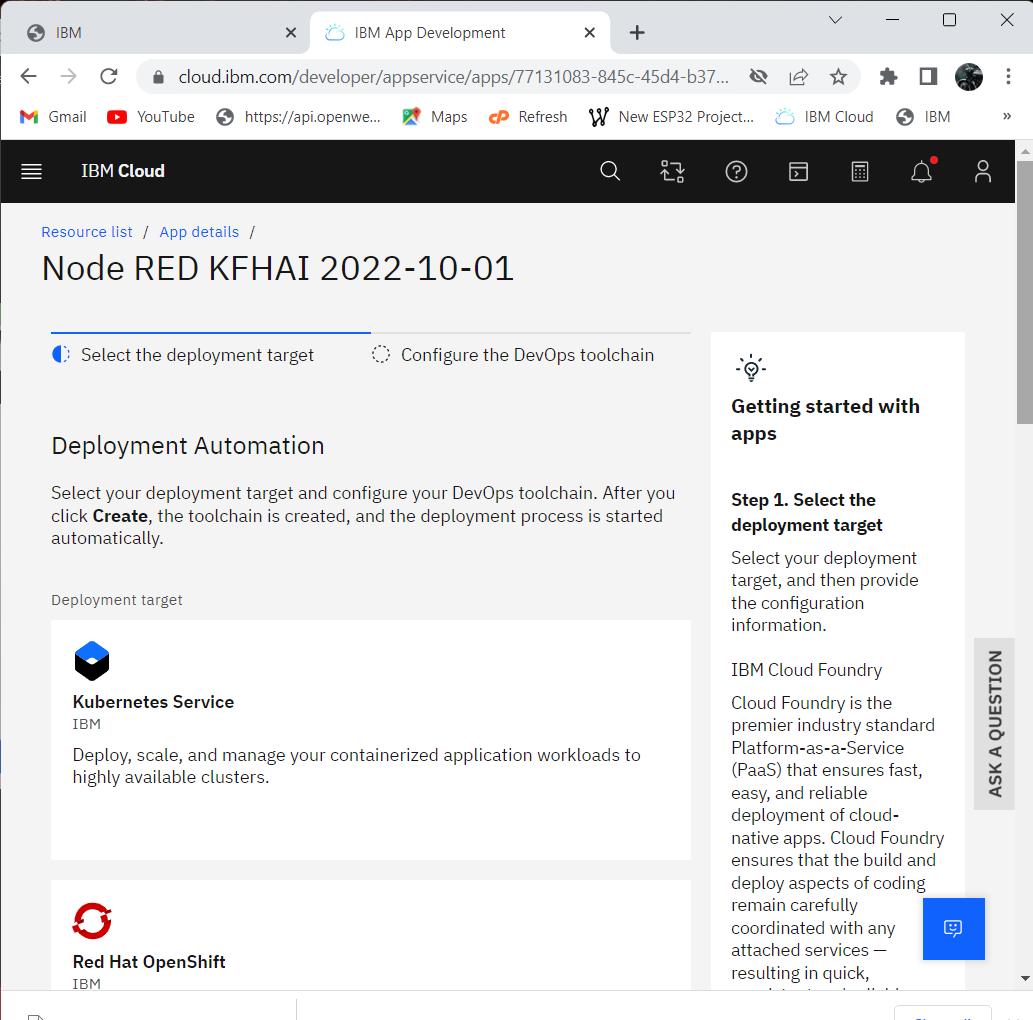 IBM
IBM App Development
cloud.ibm.com/developer/appservice/apps/77131083-845c-45d4-b37...
Gmail
YouTube
https://api.openwe...
Maps
Refresh
New ESP32 Project...
IBM Cloud
IBM
»
IBM Cloud
Resource list / App details /
Node RED KFHAI 2022-10-01
Select the deployment target
Configure the DevOps toolchain
Deployment Automation
Select your deployment target and configure your DevOps toolchain. After you
click Create, the toolchain is created, and the deployment process is started
automatically.
Deployment target
Kubernetes Service
IBM
Deploy, scale, and manage your containerized application workloads to
highly available clusters.
Red Hat OpenShift
IBM
Getting started with
apps
Step 1. Select the
deployment target
Select your deployment
target, and then provide
the configuration
information.
IBM Cloud Foundry
Cloud Foundry is the
premier industry standard
Platform-as-a-Service
(PaaS) that ensures fast,
easy, and reliable
deployment of cloud-
native apps. Cloud Foundry
ensures that the build and
deploy aspects of coding
remain carefully
coordinated with any
attached services —
resulting in quick,
ASK A QUESTION